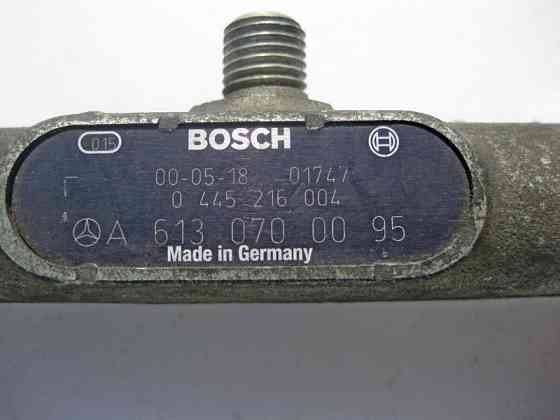 015 BOSCH
00-05-18 01747
0 445 216 004
A 613 070 00 95
Made in Germany